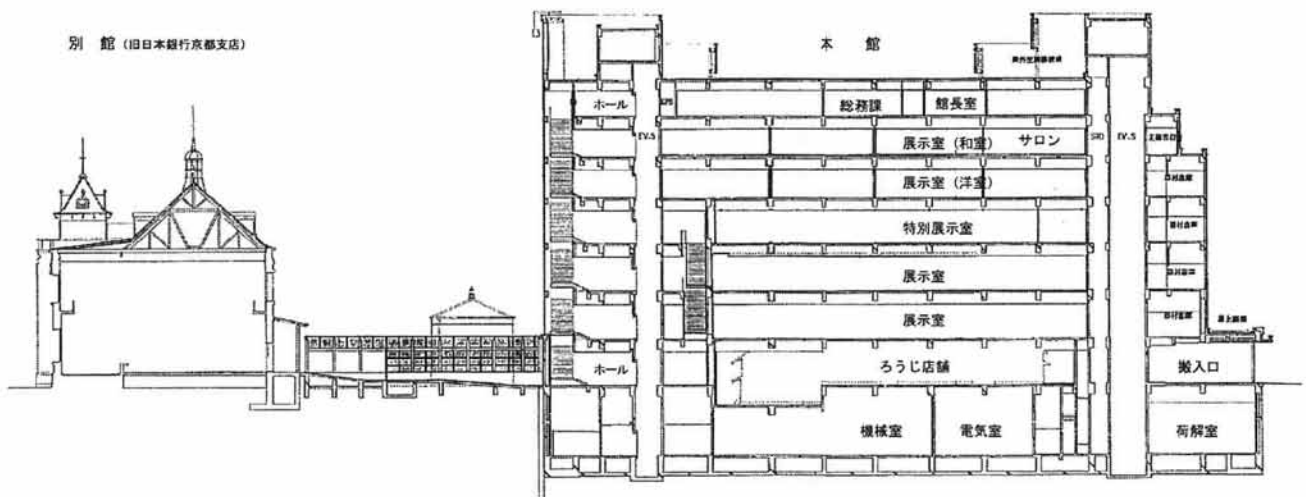 別 館 (旧日本銀行京都支店)
本 館
ホール
総務課
館長室
EV.5
展示室 (和室)
サロン
EV.5
展示室 (洋室)
特別展示室
展示室
展示室
ホール
ろうじ店舗
搬入口
機械室
電気室
荷解室